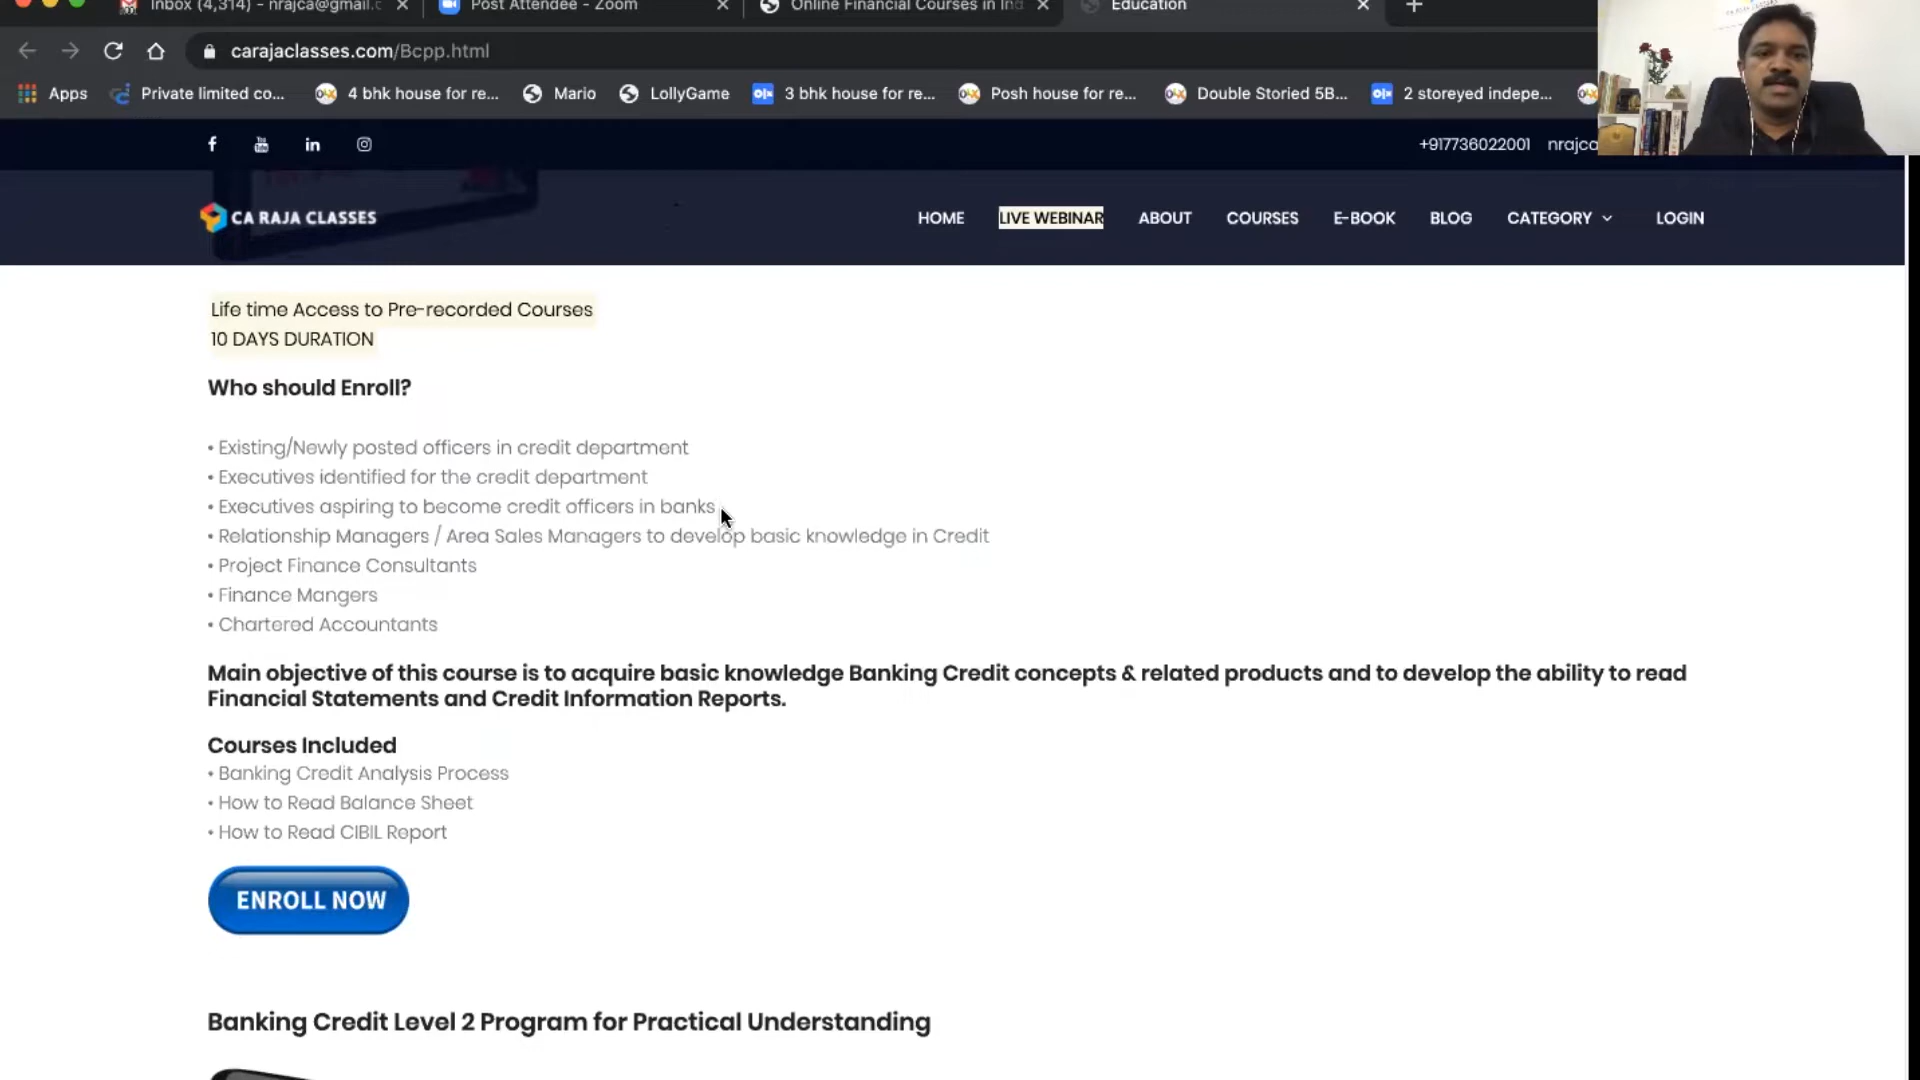 Inbox (4,314) - nrajca@gmail.c
Post Attendee - Zoom
Online Financial Courses in Ind
Education
carajaclasses.com/Bcpp.html
Apps
Private limited co...
4 bhk house for re...
Mario
LollyGame
3 bhk house for re...
Posh house for re...
Double Storied 5B...
2 storeyed indepe...
+917736022001 nrajca
CA RAJA CLASSES
HOME
LIVE WEBINAR
ABOUT
COURSES
E-BOOK
BLOG
CATEGORY
LOGIN
Life time Access to Pre-recorded Courses
10 DAYS DURATION
Who should Enroll?
• Existing/Newly posted officers in credit department
• Executives identified for the credit department
• Executives aspiring to become credit officers in banks
• Relationship Managers / Area Sales Managers to develop basic knowledge in Credit
• Project Finance Consultants
• Finance Mangers
• Chartered Accountants
Main objective of this course is to acquire basic knowledge Banking Credit concepts & related products and to develop the ability to read
Financial Statements and Credit Information Reports.
Courses Included
• Banking Credit Analysis Process
• How to Read Balance Sheet
• How to Read CIBIL Report
ENROLL NOW
Banking Credit Level 2 Program for Practical Understanding